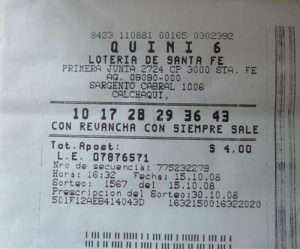 8423 110881 00165 0302392
QUINI 6
LOTERIA DE SANTA FE
PRIMERA JUNTA 2724 CP 3000 STA. FE
AG. 09090-000
SARGENTO CABRAL 1006
CALCHAQUI,
10 17 28 29 36 43
CON REVANCHA CON SIEMPRE SALE
Tot.Apost: $ 4,00
L.E. 07876571
Nro de secuencia: 775232279
Hora: 16:32 Fecha: 15.10.08
Sorteo: 1567 del 15.10.08
Prescripcion del Sorteo:30.10.08
501F12AEB414043D 1632150016322020